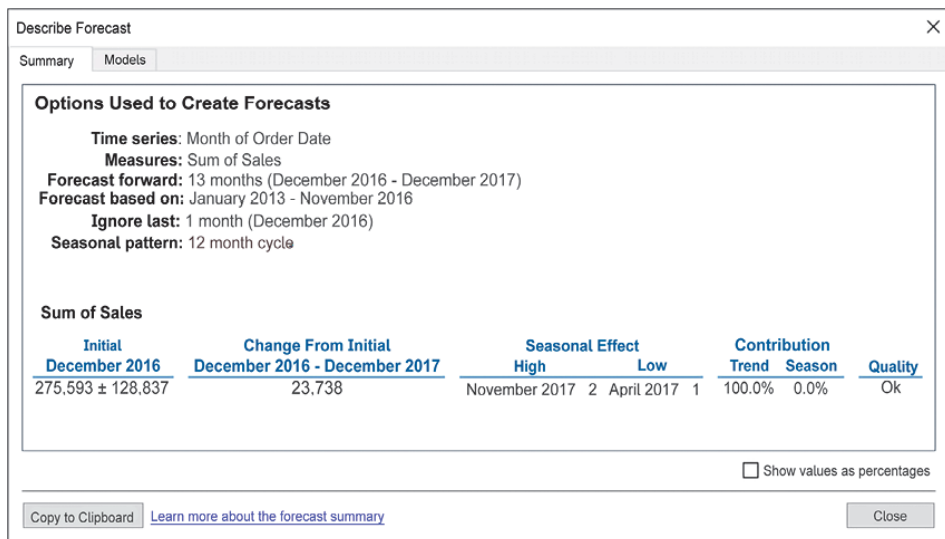 Describe Forecast
Summary Models
Options Used to Create Forecasts
Time series: Month of Order Date
Measures: Sum of Sales
Forecast forward: 13 months (December 2016 - December 2017)
Forecast based on: January 2013 - November 2016
Ignore last: 1 month (December 2016)
Seasonal pattern: 12 month cycle
Sum of Sales
Initial Change From Initial Seasonal Effect Contribution
December 2016 December 2016 - December 2017 High Low Trend Season Quality
275,593 ± 128,837 23,738 November 2017 2 April 2017 1 100.0% 0.0% Ok
Show values as percentages
Copy to Clipboard Learn more about the forecast summary Close